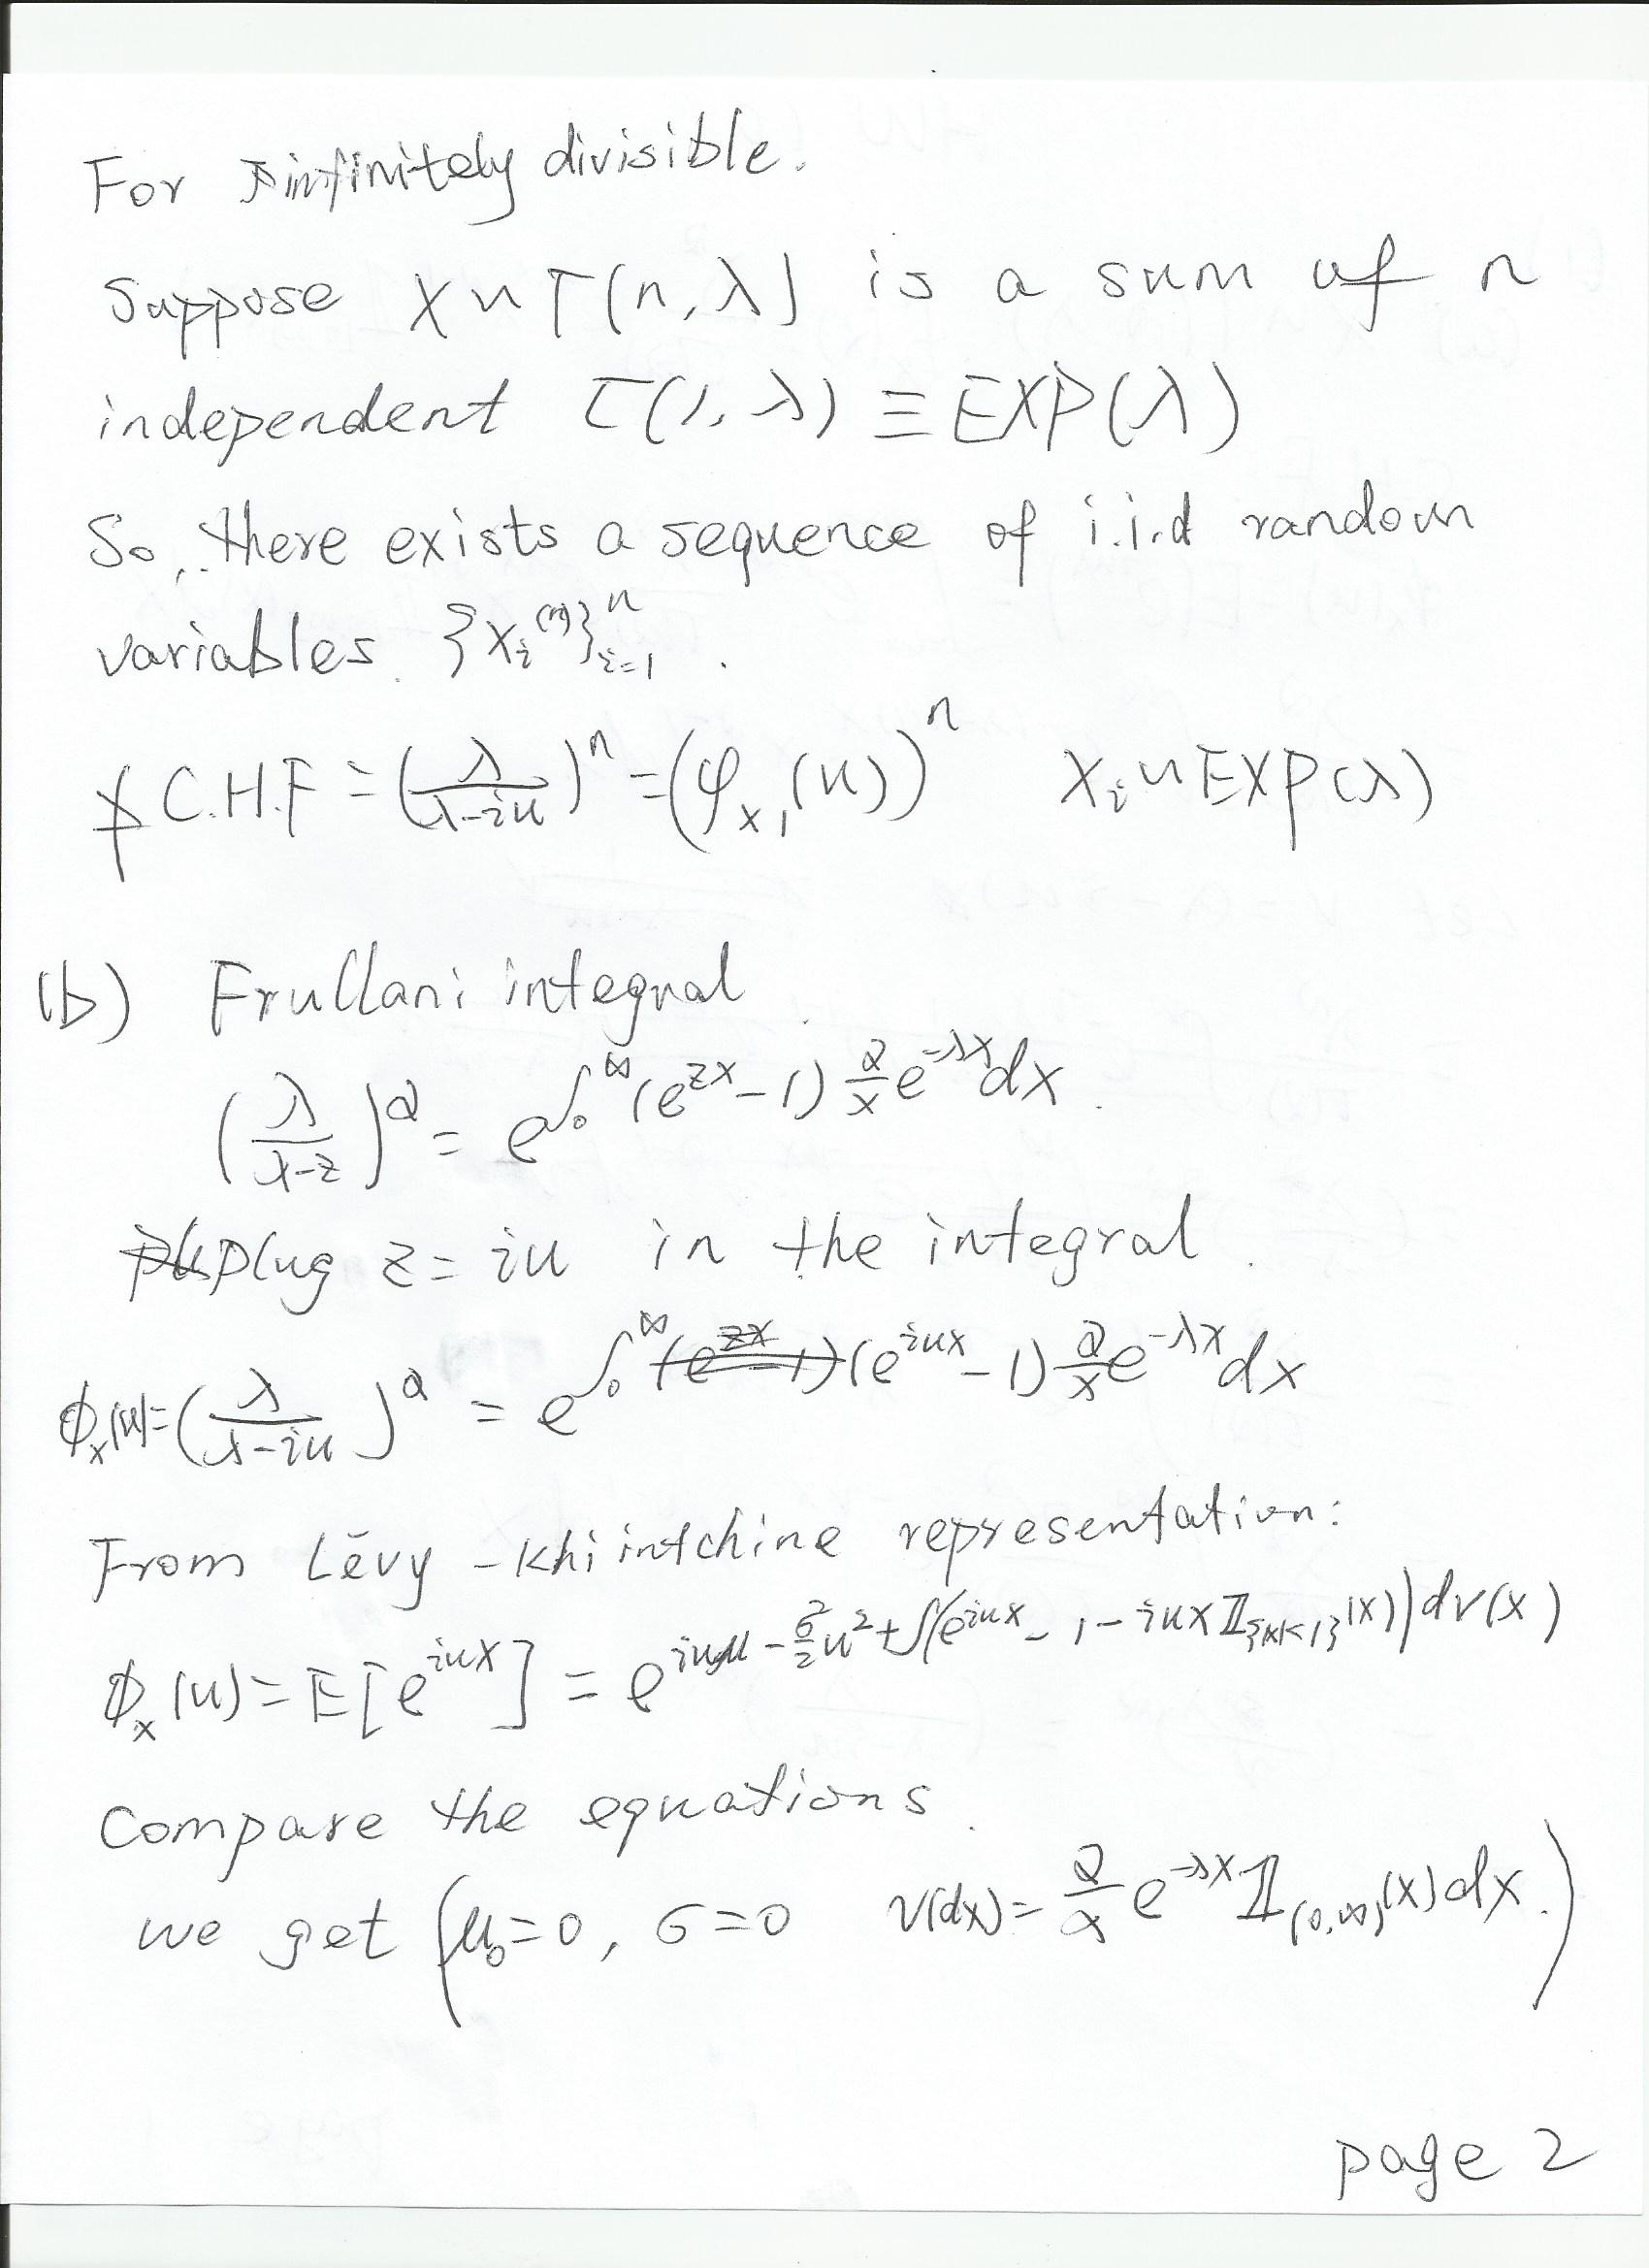 For infinitely divisible.
Suppose X ~ Γ(n, λ) is a sum of n
independent Γ(1, λ) ≡ EXP(λ)
So, there exists a sequence of i.i.d random
variables {X_i^(n)}_{i=1}^n .
C.H.F = (λ/(λ-iu))^n = (φ_{x_1}(u))^n X_i ~ EXP(λ)
(b) Frullani integral.
(λ/(λ-z))^α = e^{∫_0^∞ (e^{zx} - 1) α/x e^{-λx} dx}.
plug z = iu in the integral.
ϕ_x(u) = (λ/(λ-iu))^α = e^{∫_0^∞ (e^{iux} - 1) α/x e^{-λx} dx}
From Lēvy - Khiintchine representation:
ϕ_x(u) = E[e^{iux}] = e^{iuμ - σ²/2 u² + ∫(e^{iux} - 1 - iux 𝟙_{|x|<1}(x)) dν(x)}
Compare the equations.
we get (μ_0 = 0, σ = 0 ν(dx) = α/x e^{-λx} 𝟙_{(0,∞)}(x) dx.)
page 2